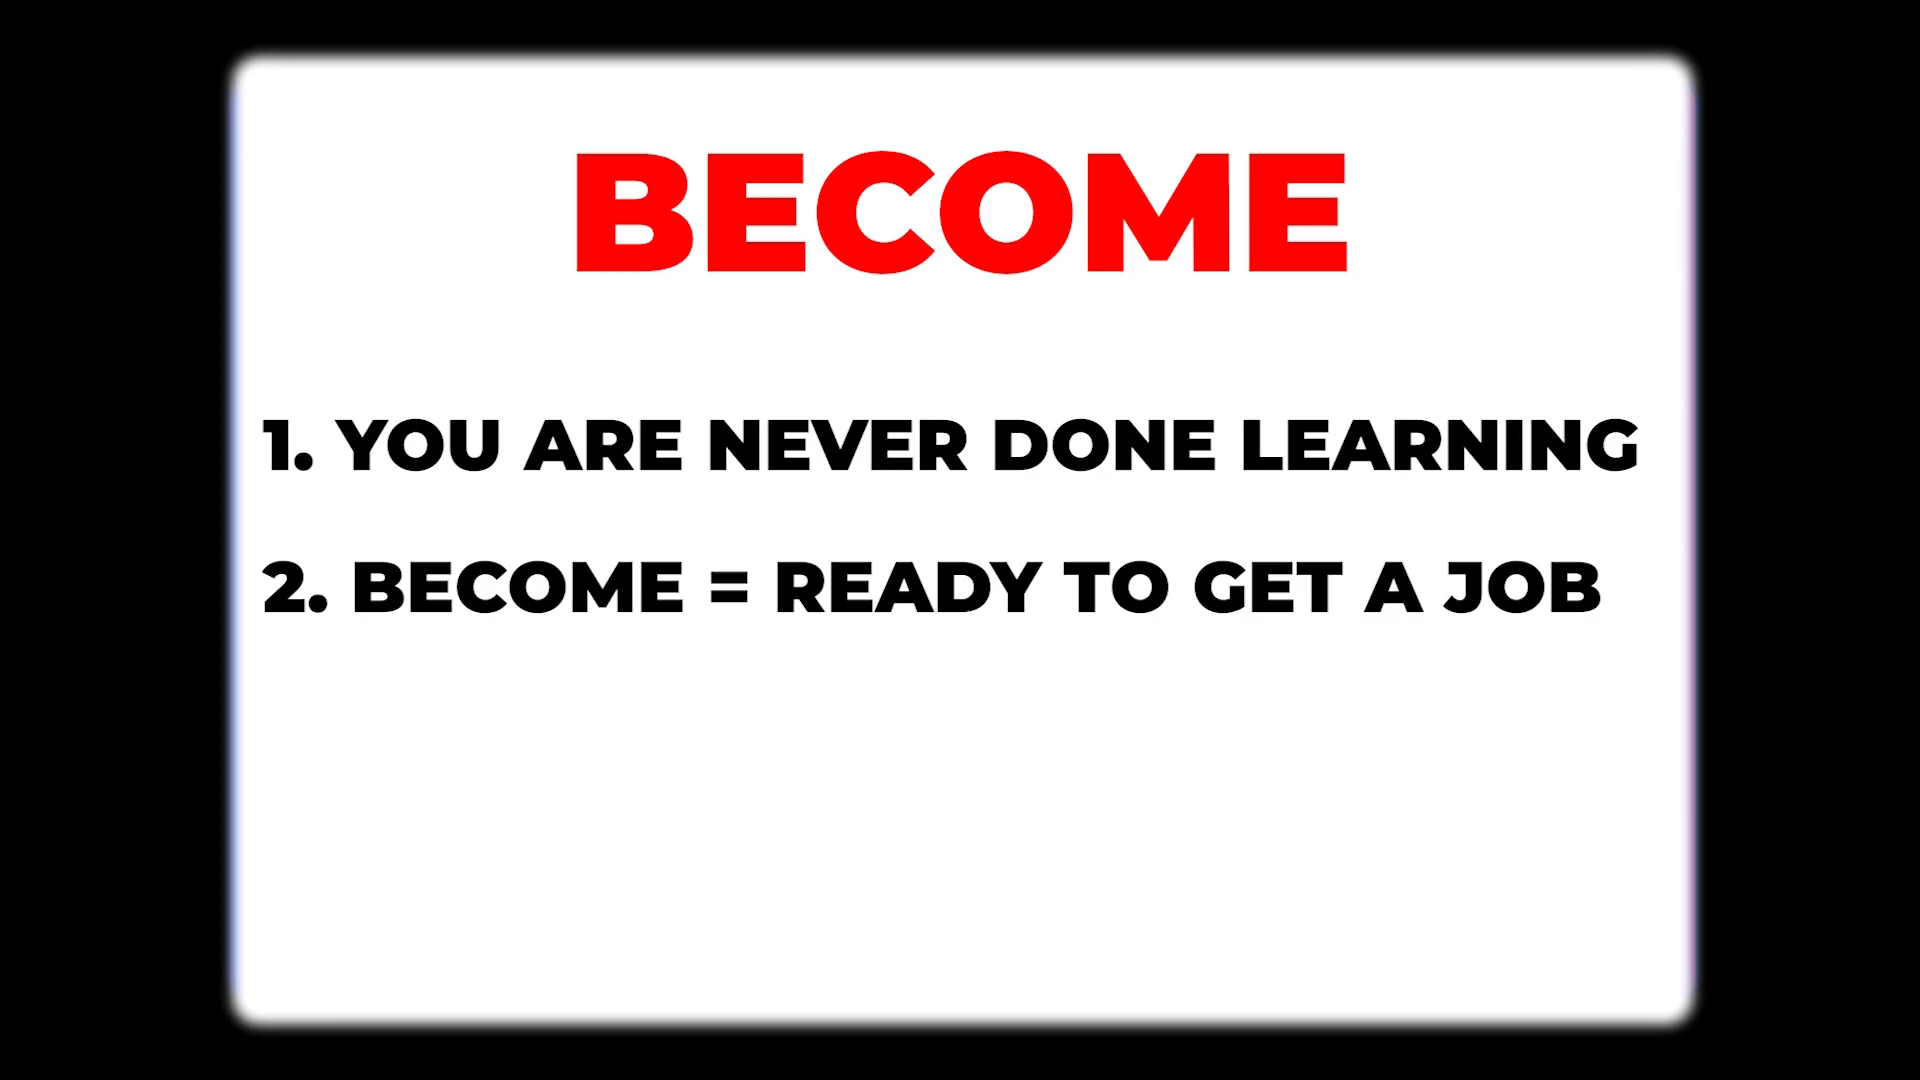 BECOME
1. YOU ARE NEVER DONE LEARNING
2. BECOME = READY TO GET A JOB